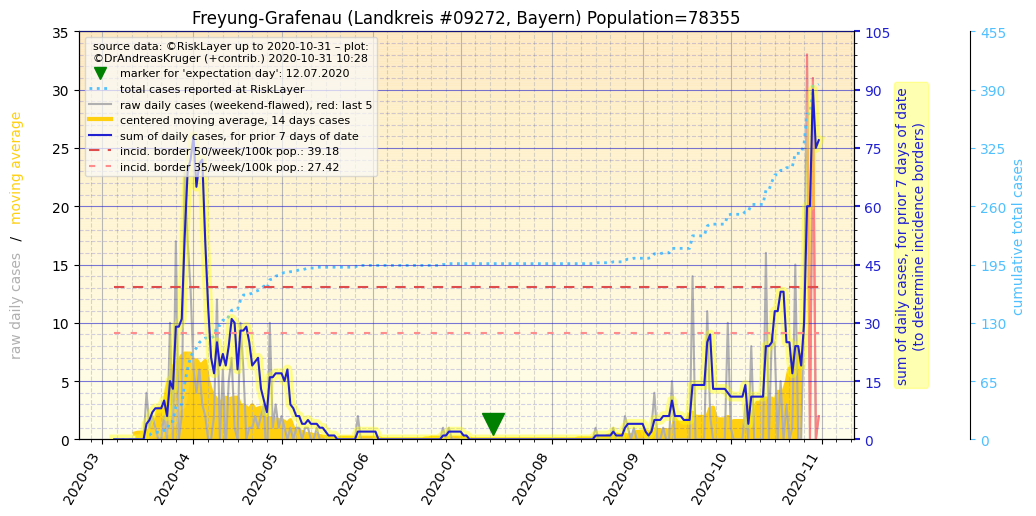 Freyung-Grafenau (Landkreis #09272, Bayern) Population=78355
source data: ©RiskLayer up to 2020-10-31 – plot:
©DrAndreasKruger (+contrib.) 2020-10-31 10:28
marker for 'expectation day': 12.07.2020
total cases reported at RiskLayer
raw daily cases (weekend-flawed), red: last 5
centered moving average, 14 days cases
sum of daily cases, for prior 7 days of date
incid. border 50/week/100k pop.: 39.18
incid. border 35/week/100k pop.: 27.42
raw daily cases / moving average
35
30
25
20
15
10
5
0
105
90
75
60
45
30
15
0
sum of daily cases, for prior 7 days of date
(to determine incidence borders)
455
390
325
260
195
130
65
0
cumulative total cases
2020-03
2020-04
2020-05
2020-06
2020-07
2020-08
2020-09
2020-10
2020-11